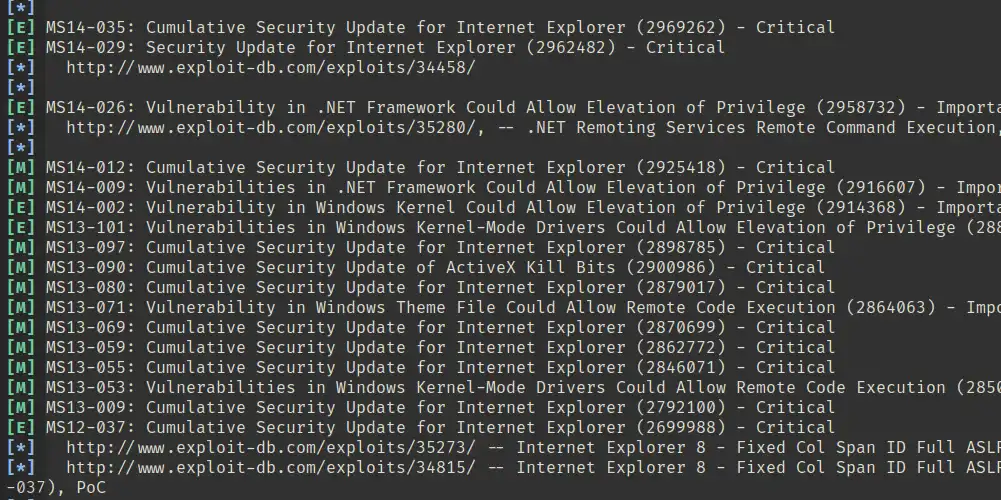 [*]
[E] MS14-035: Cumulative Security Update for Internet Explorer (2969262) - Critical
[E] MS14-029: Security Update for Internet Explorer (2962482) - Critical
[*]   http://www.exploit-db.com/exploits/34458/
[*]
[E] MS14-026: Vulnerability in .NET Framework Could Allow Elevation of Privilege (2958732) - Importa
[*]   http://www.exploit-db.com/exploits/35280/, -- .NET Remoting Services Remote Command Execution,
[*]
[M] MS14-012: Cumulative Security Update for Internet Explorer (2925418) - Critical
[M] MS14-009: Vulnerabilities in .NET Framework Could Allow Elevation of Privilege (2916607) - Impor
[E] MS14-002: Vulnerability in Windows Kernel Could Allow Elevation of Privilege (2914368) - Importa
[E] MS13-101: Vulnerabilities in Windows Kernel-Mode Drivers Could Allow Elevation of Privilege (288
[M] MS13-097: Cumulative Security Update for Internet Explorer (2898785) - Critical
[M] MS13-090: Cumulative Security Update of ActiveX Kill Bits (2900986) - Critical
[M] MS13-080: Cumulative Security Update for Internet Explorer (2879017) - Critical
[M] MS13-071: Vulnerability in Windows Theme File Could Allow Remote Code Execution (2864063) - Impo
[M] MS13-069: Cumulative Security Update for Internet Explorer (2870699) - Critical
[M] MS13-059: Cumulative Security Update for Internet Explorer (2862772) - Critical
[M] MS13-055: Cumulative Security Update for Internet Explorer (2846071) - Critical
[M] MS13-053: Vulnerabilities in Windows Kernel-Mode Drivers Could Allow Remote Code Execution (2850
[M] MS13-009: Cumulative Security Update for Internet Explorer (2792100) - Critical
[E] MS12-037: Cumulative Security Update for Internet Explorer (2699988) - Critical
[*]   http://www.exploit-db.com/exploits/35273/ -- Internet Explorer 8 - Fixed Col Span ID Full ASLR
[*]   http://www.exploit-db.com/exploits/34815/ -- Internet Explorer 8 - Fixed Col Span ID Full ASLR
-037), PoC